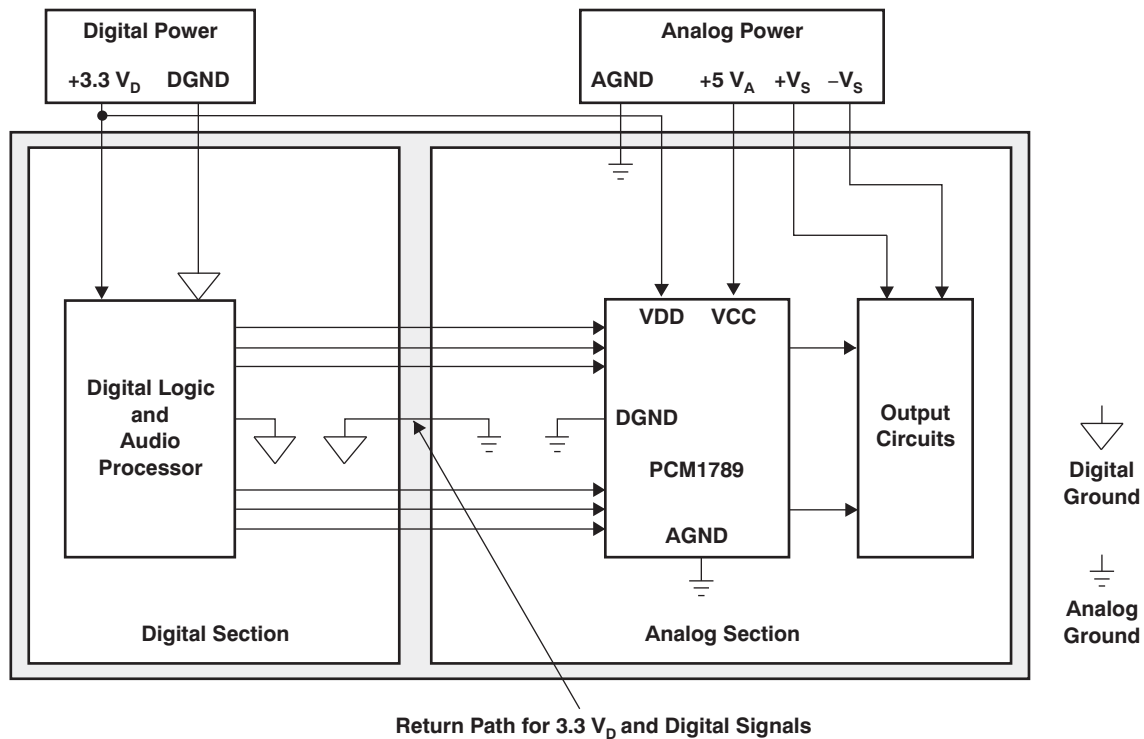 Digital Power
+3.3 V_D DGND
Analog Power
AGND +5 V_A +V_S −V_S
VDD VCC
Digital Logic
and
Audio
Processor
DGND
PCM1789
AGND
Output
Circuits
Digital
Ground
Analog
Ground
Digital Section
Analog Section
Return Path for 3.3 V_D and Digital Signals